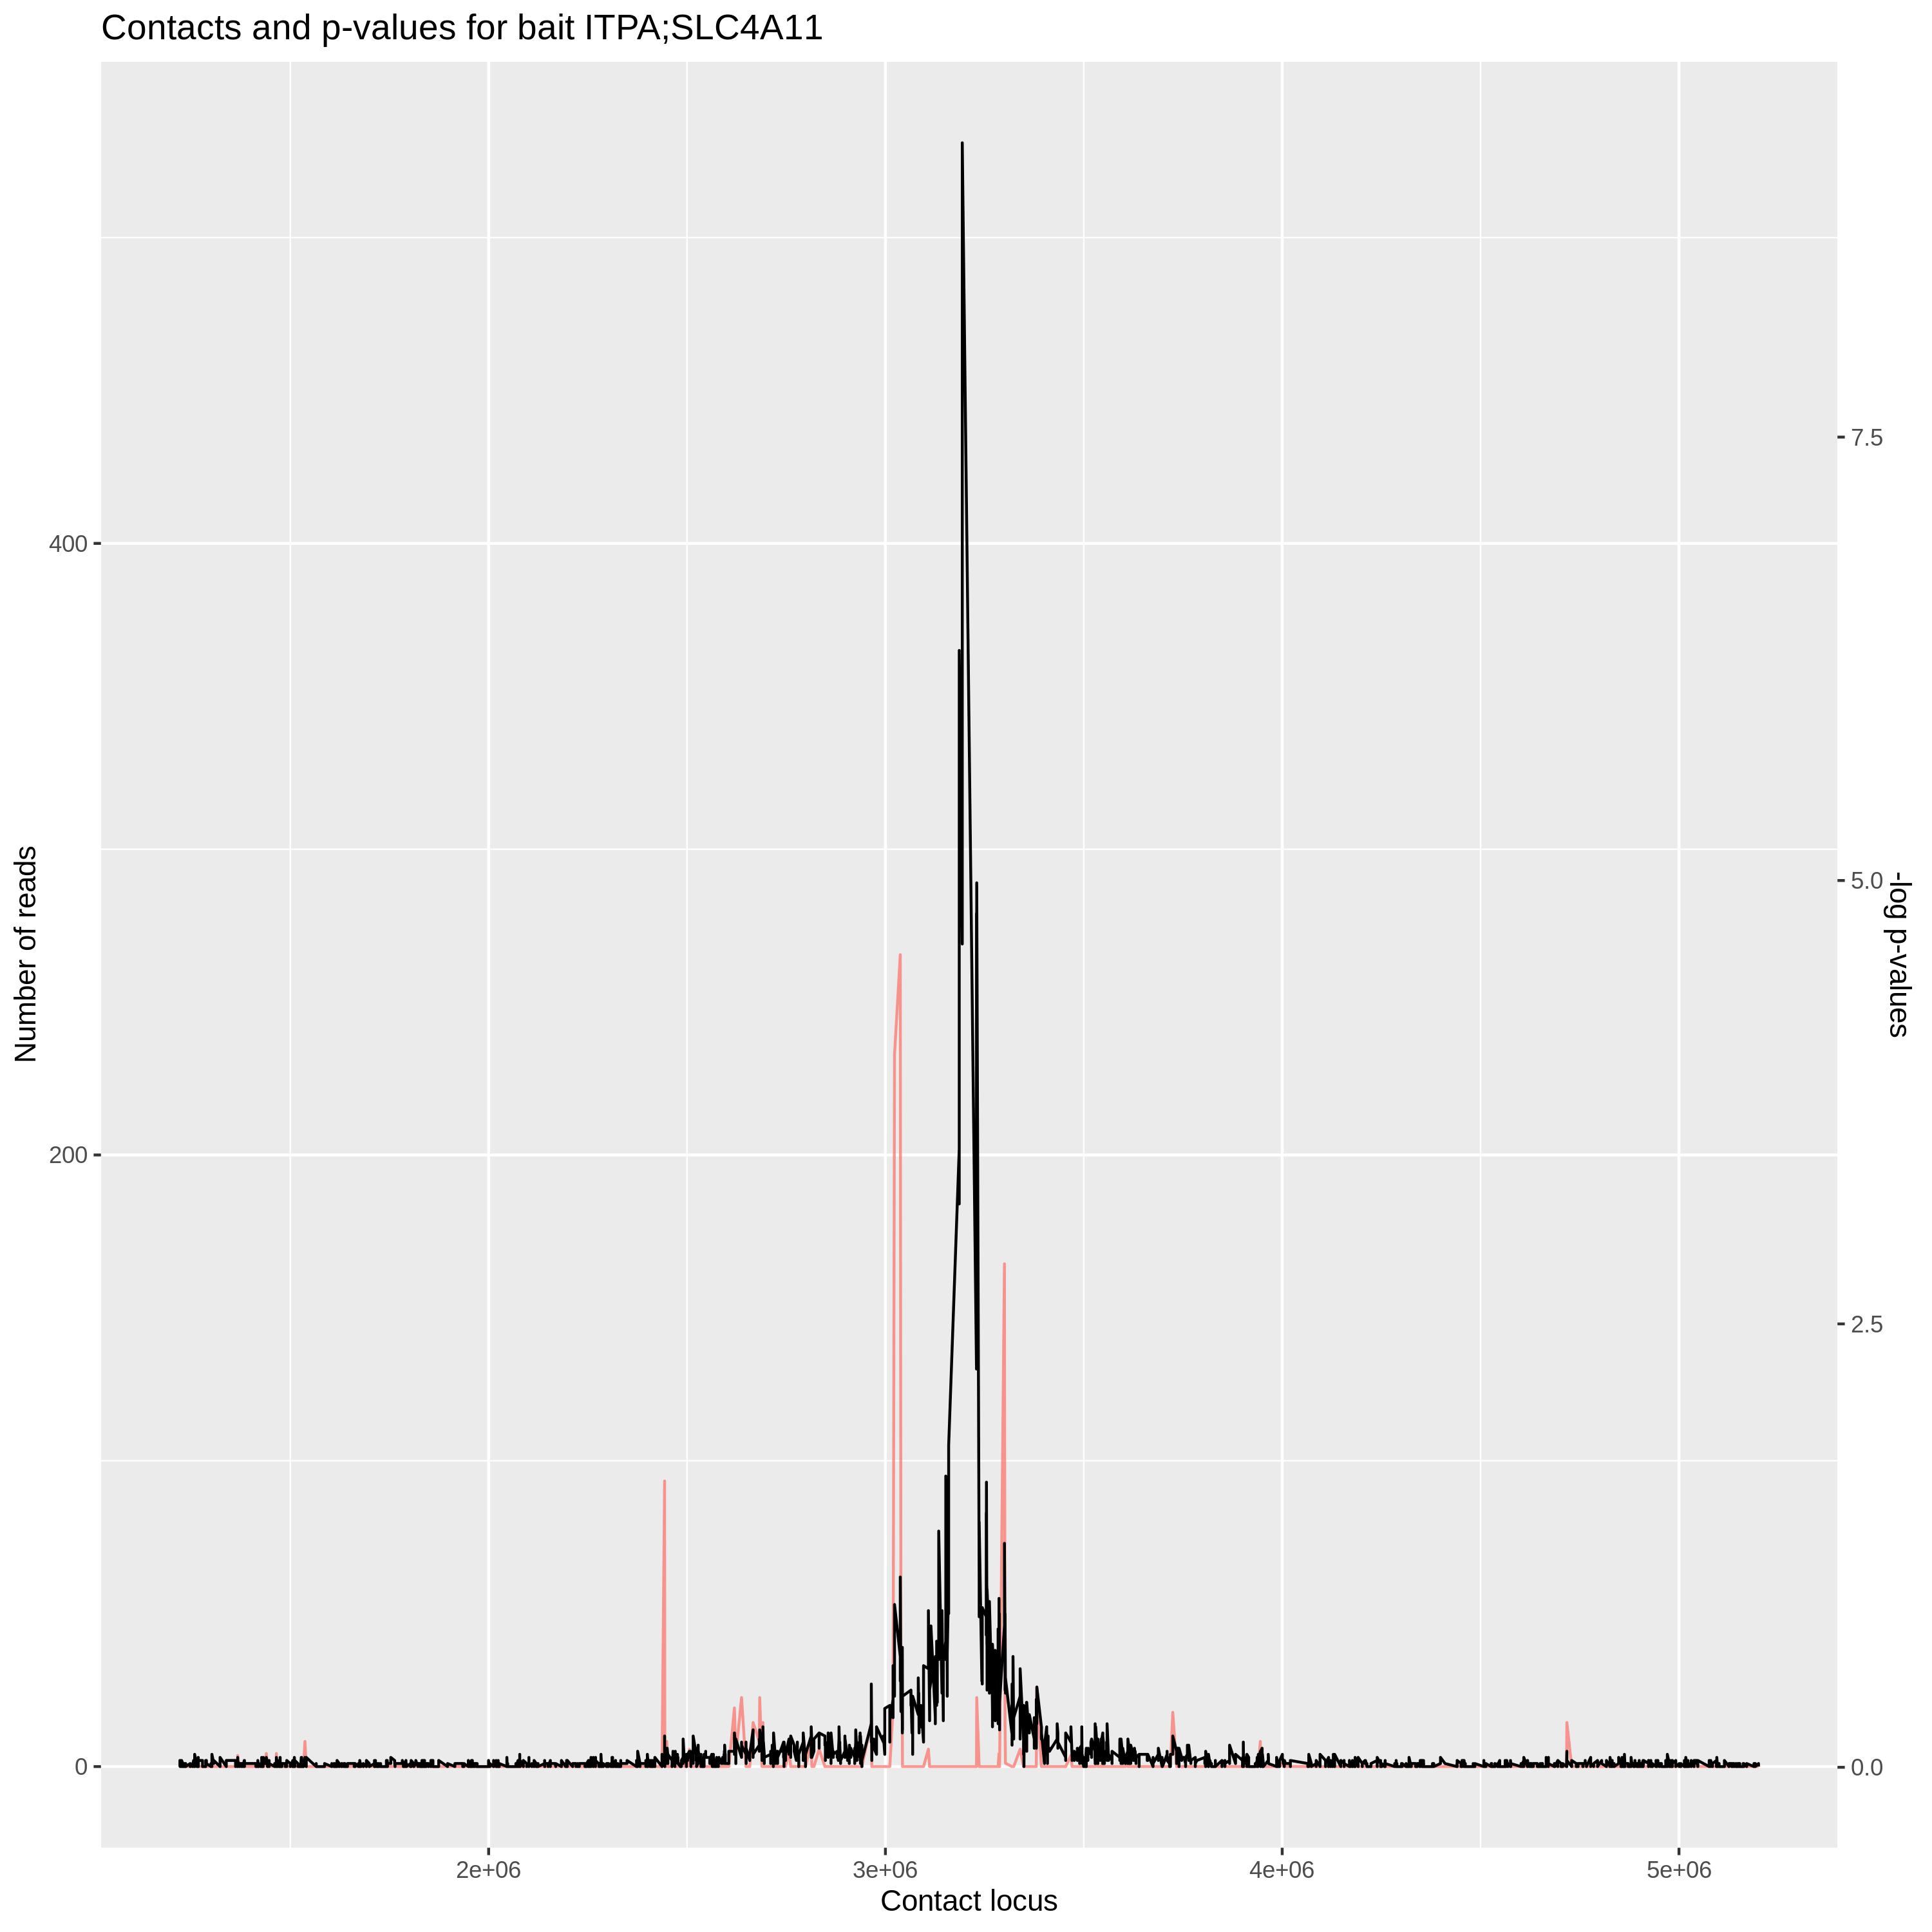 Contacts and p-values for bait ITPA;SLC4A11
Number of reads
400
200
0
7.5
5.0
2.5
0.0
-log p-values
2e+06
3e+06
4e+06
5e+06
Contact locus